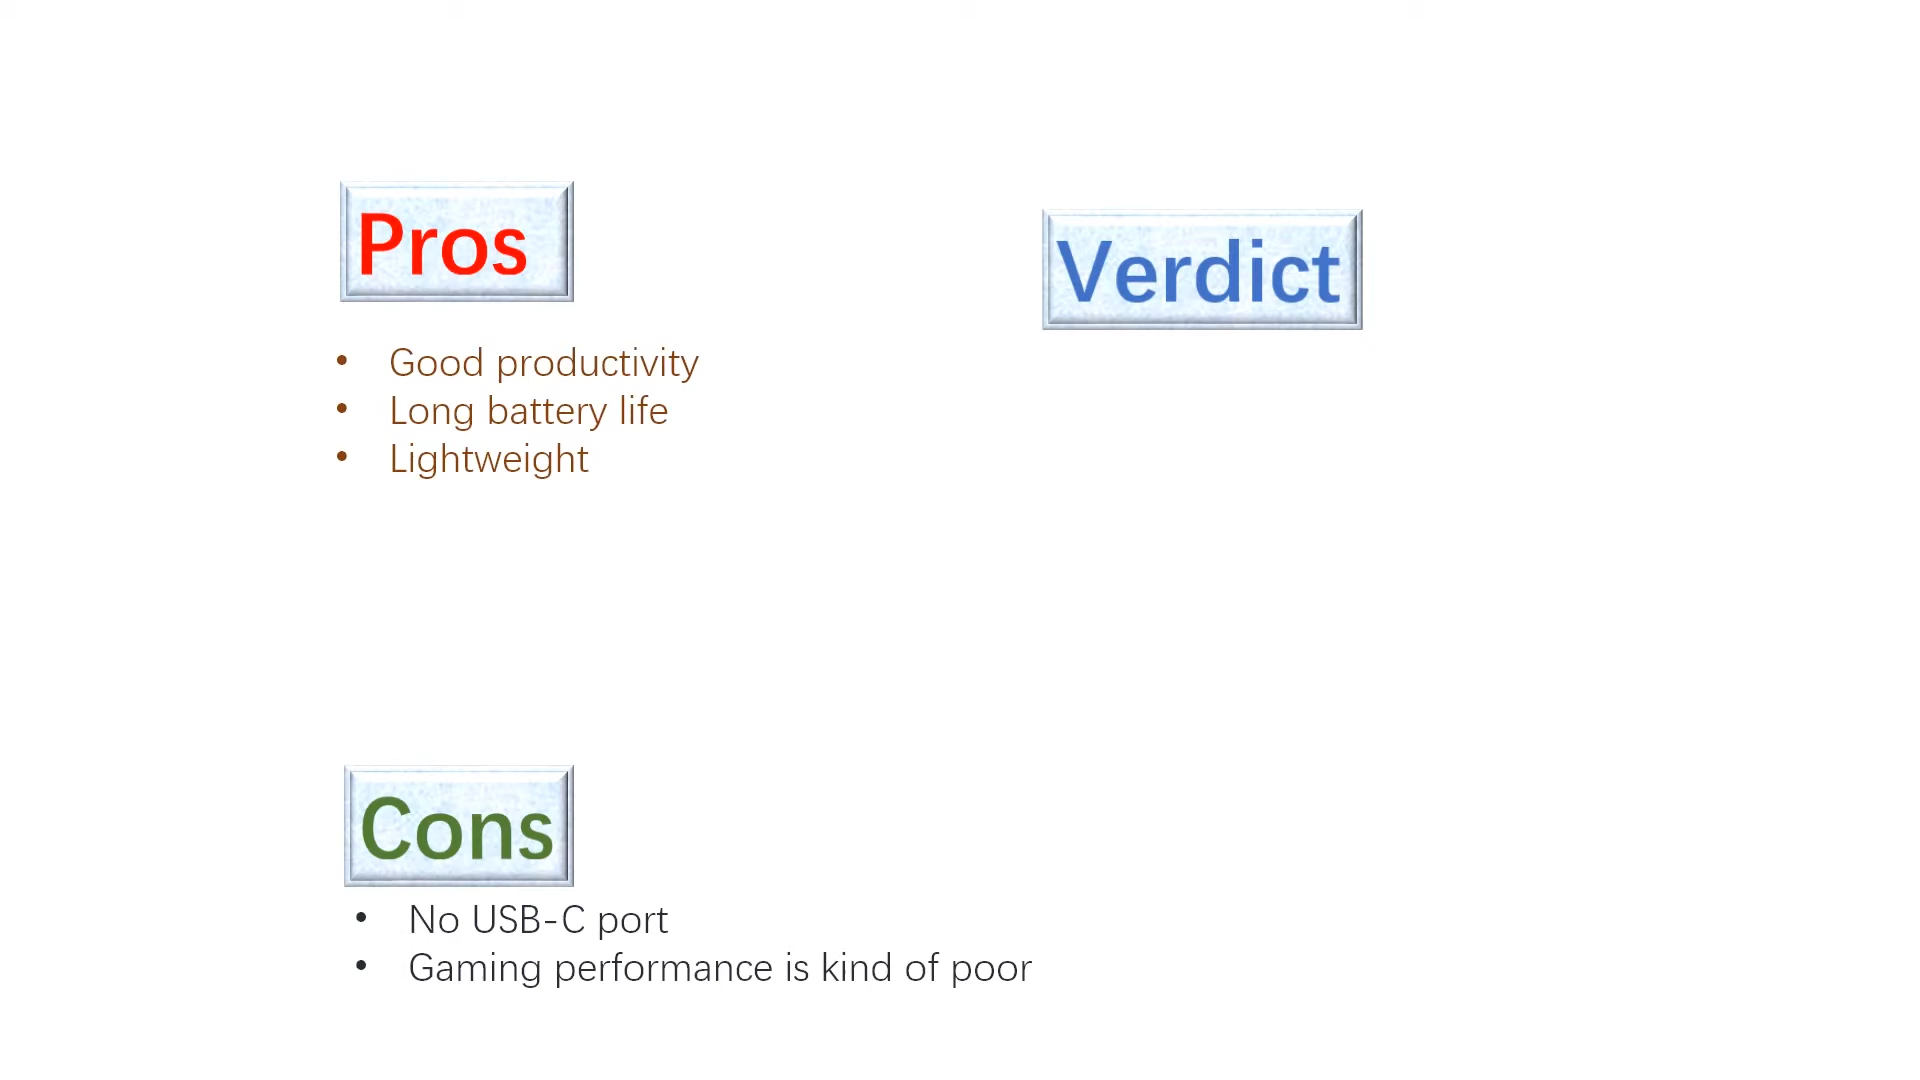 Pros
• Good productivity
• Long battery life
• Lightweight
Verdict
Cons
• No USB-C port
• Gaming performance is kind of poor